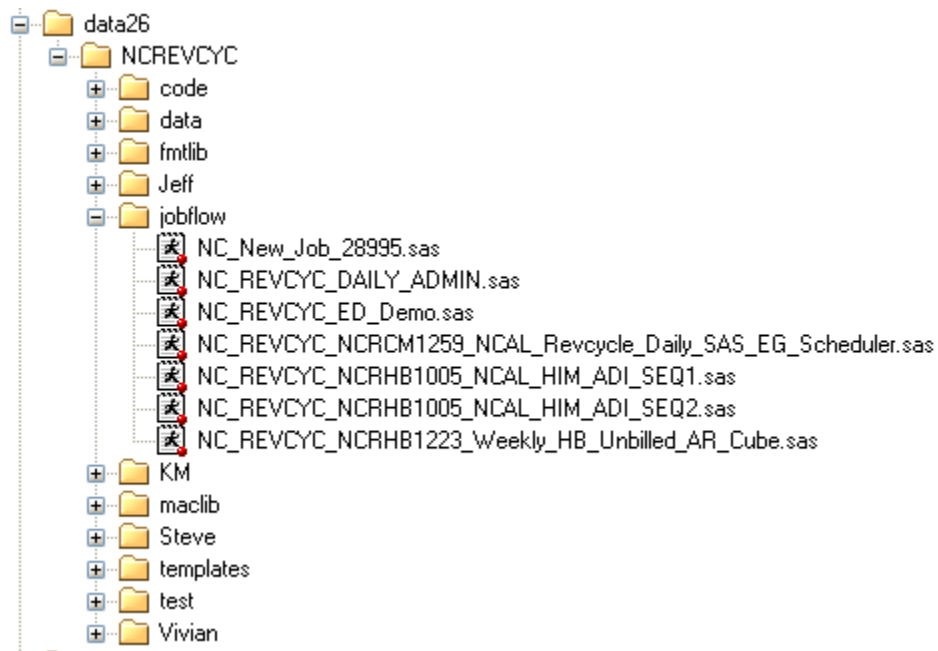 data26
NCREVCYC
code
data
fmtlib
Jeff
jobflow
NC_New_Job_28995.sas
NC_REVCYC_DAILY_ADMIN.sas
NC_REVCYC_ED_Demo.sas
NC_REVCYC_NCRCM1259_NCAL_Revcycle_Daily_SAS_EG_Scheduler.sas
NC_REVCYC_NCRHB1005_NCAL_HIM_ADI_SEQ1.sas
NC_REVCYC_NCRHB1005_NCAL_HIM_ADI_SEQ2.sas
NC_REVCYC_NCRHB1223_Weekly_HB_Unbilled_AR_Cube.sas
KM
maclib
Steve
templates
test
Vivian